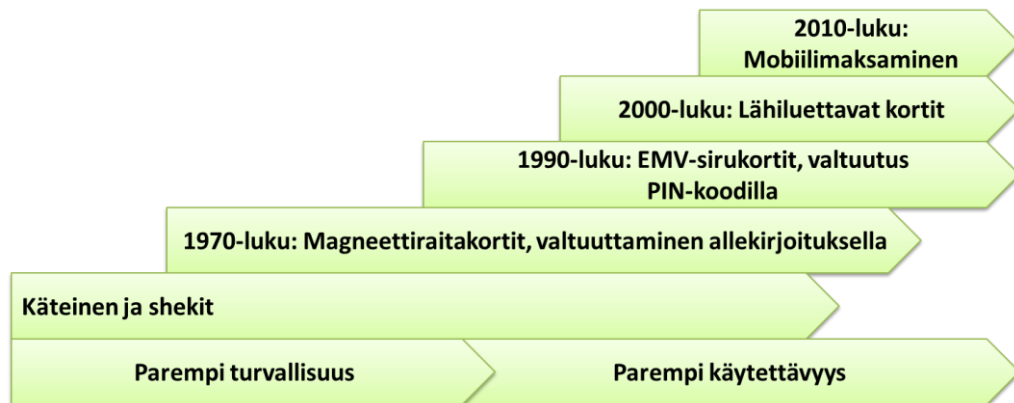 2010-luku:
Mobiilimaksaminen
2000-luku: Lähiluettavat kortit
1990-luku: EMV-sirukortit, valtuutus
PIN-koodilla
1970-luku: Magneettiraitakortit, valtuuttaminen allekirjoituksella
Käteinen ja shekit
Parempi turvallisuus
Parempi käytettävyys